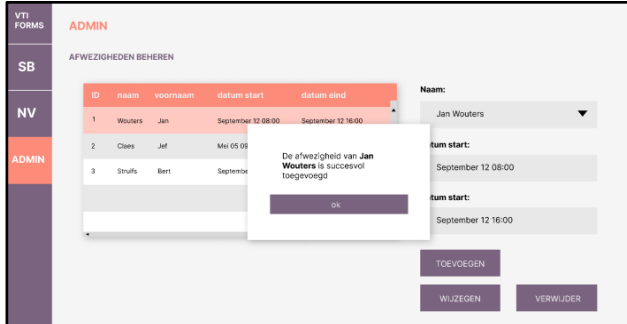 VTI
FORMS
ADMIN
AFWEZIGHEDEN BEHEREN
SB
NV
ADMIN
ID naam voornaam datum start datum eind
1 Wouters Jan September 12 08:00 September 12 16:00
2 Claes Jef Mei 05 09
3 Struifs Bert Septembe
De afwezigheid van Jan
Wouters is succesvol
toegevoegd
ok
Naam:
Jan Wouters
tum start:
September 12 08:00
tum start:
September 12 16:00
TOEVOEGEN
WIJZEGEN VERWIJDER